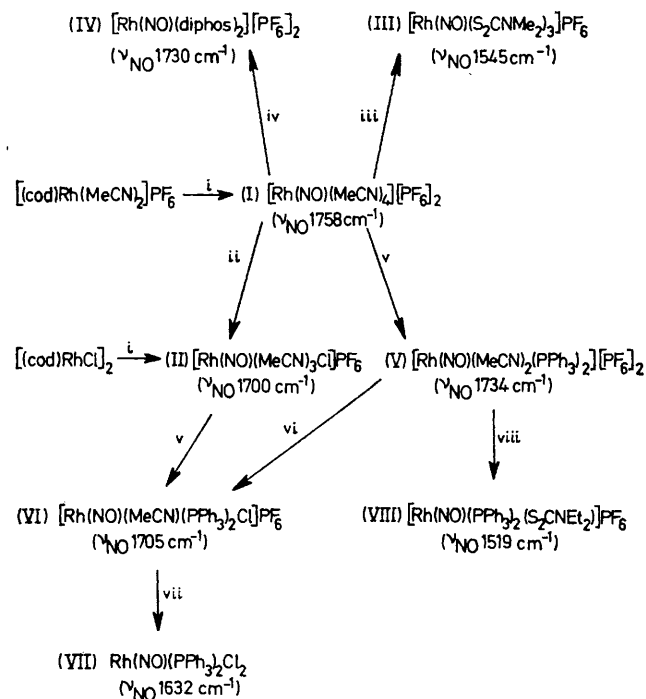 (IV) [Rh(NO)(diphos)₂][PF₆]₂
(νNO 1730 cm⁻¹)
(III) [Rh(NO)(S₂CNMe₂)₃]PF₆
(νNO 1545 cm⁻¹)
iv
iii
[(cod)Rh(MeCN)₂]PF₆
i
(I) [Rh(NO)(MeCN)₄][PF₆]₂
(νNO 1758 cm⁻¹)
ii
v
[(cod)RhCl]₂
i
(II) [Rh(NO)(MeCN)₃Cl]PF₆
(νNO 1700 cm⁻¹)
(V) [Rh(NO)(MeCN)₂(PPh₃)₂][PF₆]₂
(νNO 1734 cm⁻¹)
v
vi
viii
(VI) [Rh(NO)(MeCN)(PPh₃)₂Cl]PF₆
(νNO 1705 cm⁻¹)
(VIII) [Rh(NO)(PPh₃)₂(S₂CNEt₂)]PF₆
(νNO 1519 cm⁻¹)
vii
(VII) Rh(NO)(PPh₃)₂Cl₂
(νNO 1632 cm⁻¹)